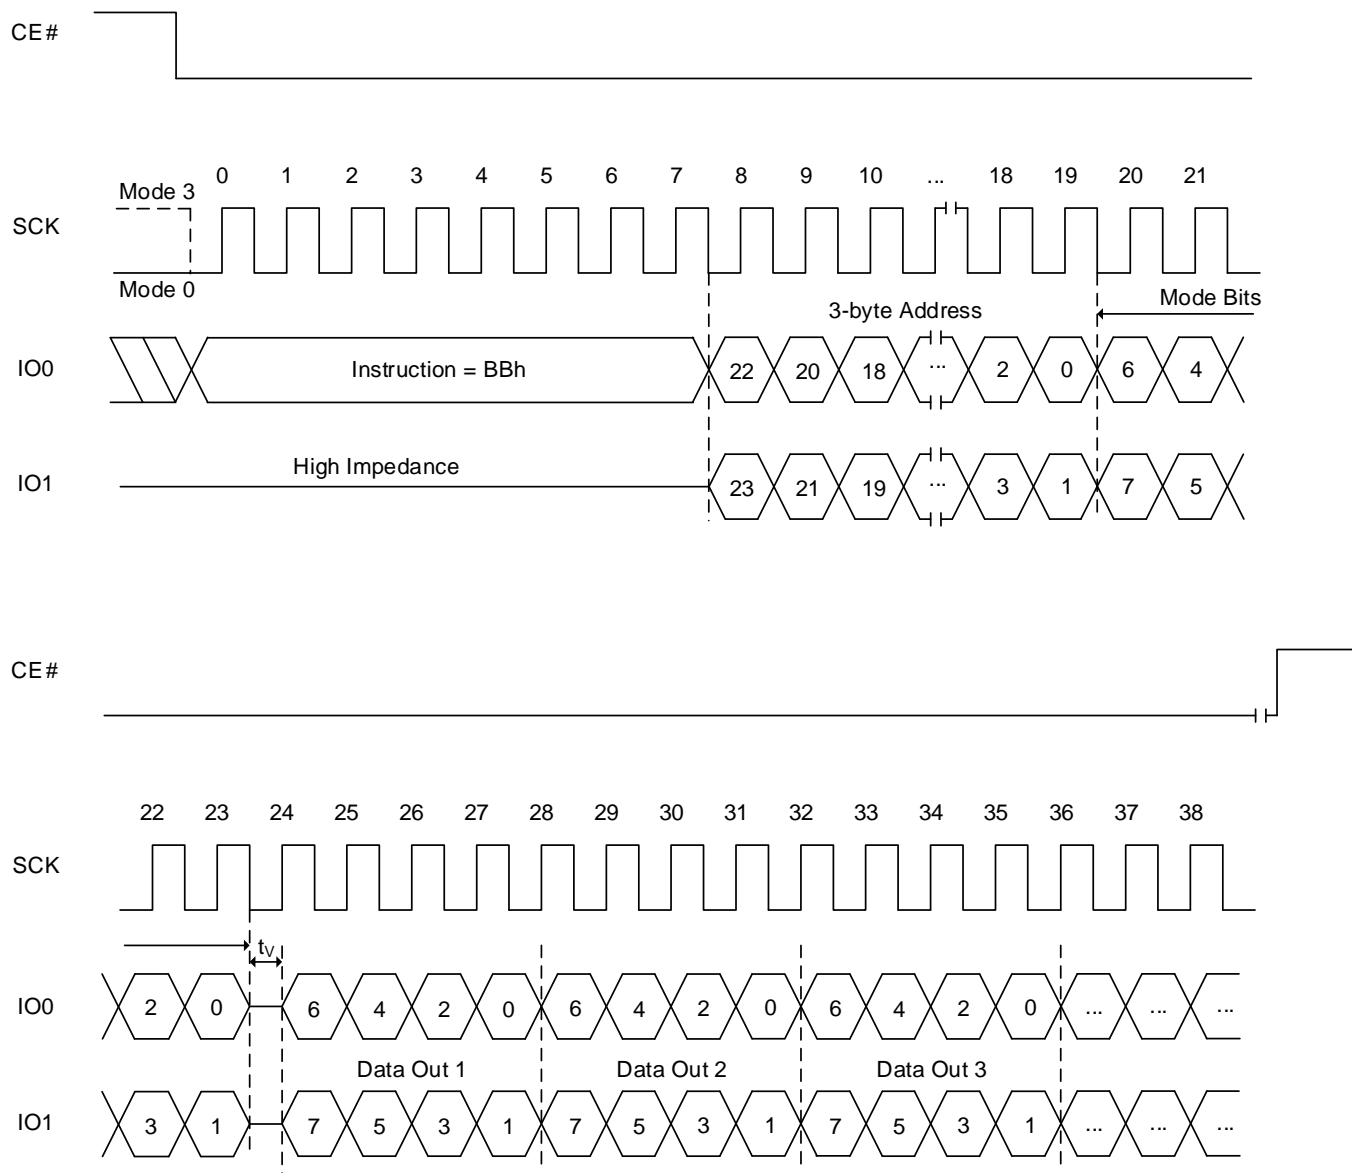 CE#
0 1 2 3 4 5 6 7 8 9 10 ... 18 19 20 21
Mode 3
SCK
Mode 0
3-byte Address
Mode Bits
IO0
Instruction = BBh
22 20 18 ... 2 0 6 4
High Impedance
IO1
23 21 19 ... 3 1 7 5
CE#
22 23 24 25 26 27 28 29 30 31 32 33 34 35 36 37 38
SCK
tV
IO0
2 0 6 4 2 0 6 4 2 0 6 4 2 0 ... ... ...
Data Out 1 Data Out 2 Data Out 3
IO1
3 1 7 5 3 1 7 5 3 1 7 5 3 1 ... ... ...